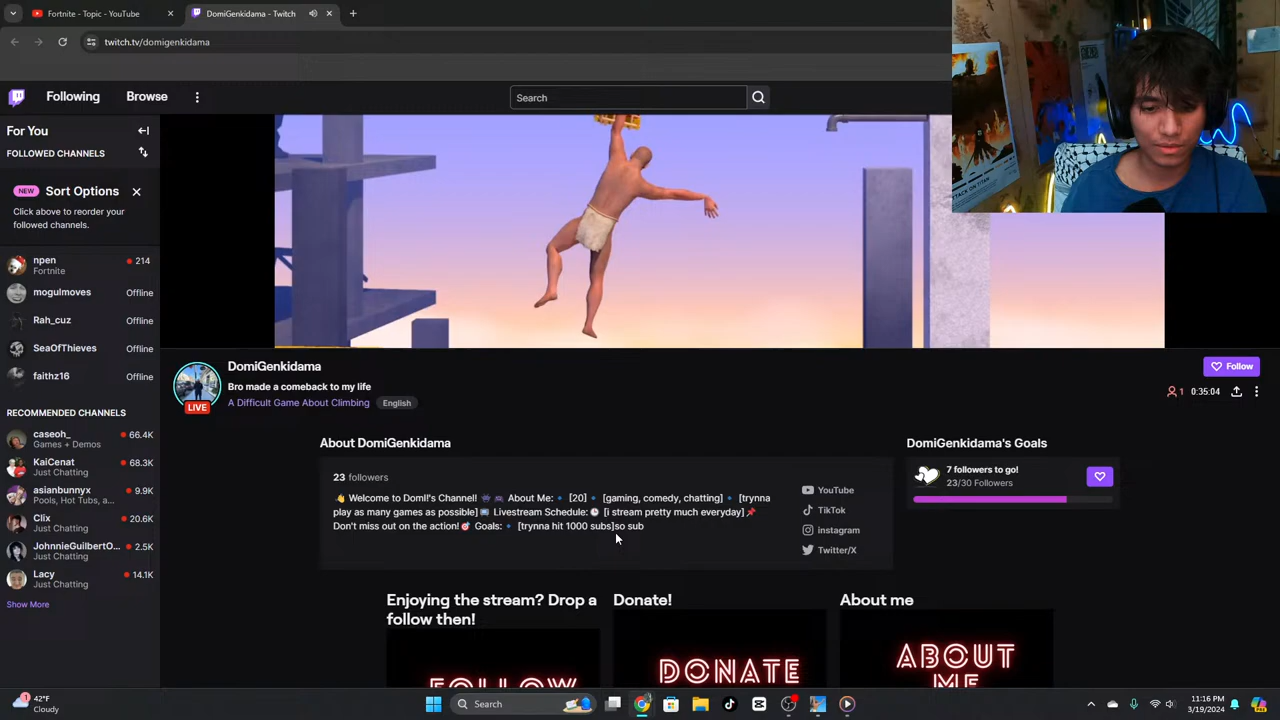 Fortnite - Topic - YouTube
DomiGenkidama - Twitch
twitch.tv/domigenkidama
Following
Browse
Search
For You
FOLLOWED CHANNELS
NEW Sort Options
Click above to reorder your
followed channels.
npen
Fortnite
214
mogulmoves
Offline
Rah_cuz
Offline
SeaOfThieves
Offline
faithz16
Offline
RECOMMENDED CHANNELS
caseoh_
Games + Demos
66.4K
KaiCenat
Just Chatting
68.3K
asianbunnyx
Pools, Hot Tubs, a...
9.9K
Clix
Just Chatting
20.6K
JohnnieGuilbertO...
Just Chatting
2.5K
Lacy
Just Chatting
14.1K
Show More
ATTACK ON TITAN
DomiGenkidama
LIVE
Bro made a comeback to my life
A Difficult Game About Climbing English
Follow
1 0:35:04
About DomiGenkidama
23 followers
👋 Welcome to Domi!'s Channel! 👾 🎮 About Me: 🔹 [20]🔹 [gaming, comedy, chatting]🔹 [trynna
play as many games as possible]📺 Livestream Schedule:🕒 [i stream pretty much everyday]📌
Don't miss out on the action!🎯 Goals:🔹 [trynna hit 1000 subs]so sub
YouTube
TikTok
instagram
Twitter/X
DomiGenkidama's Goals
7 followers to go!
23/30 Followers
Enjoying the stream? Drop a
follow then!
FOLLOW
Donate!
DONATE
About me
ABOUT
ME
1
42°F
Cloudy
Search
11:16 PM
3/19/2024